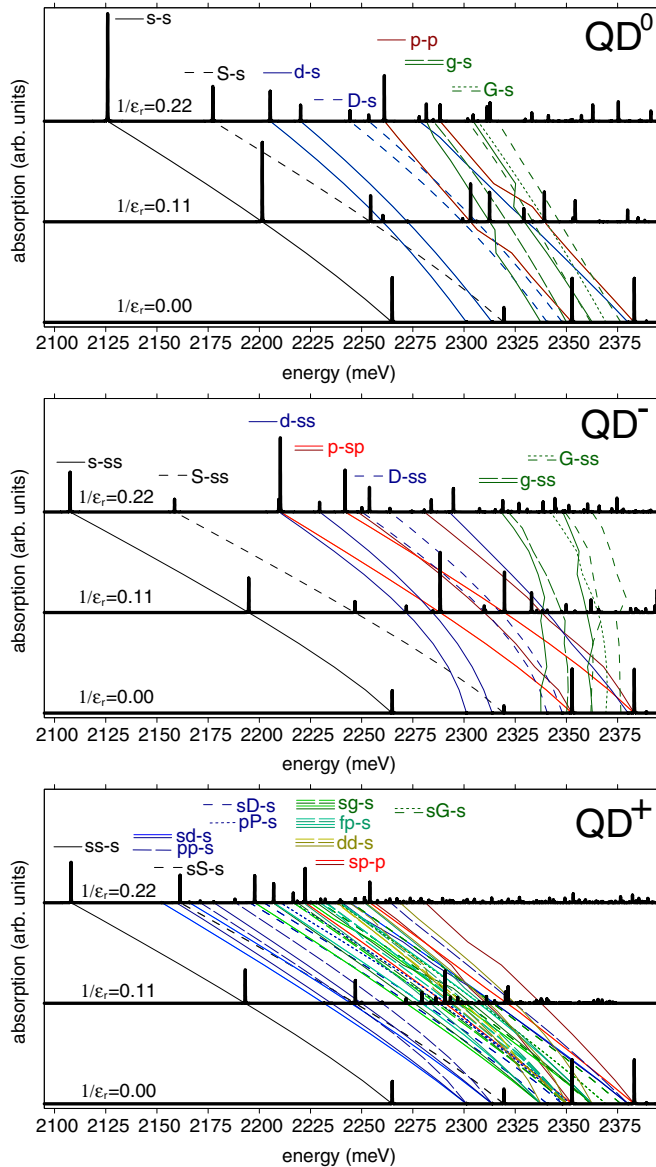 QD⁰
s-s
p-p
S-s
d-s
g-s
G-s
D-s
1/εr=0.22
absorption (arb. units)
1/εr=0.11
1/εr=0.00
2100 2125 2150 2175 2200 2225 2250 2275 2300 2325 2350 2375
energy (meV)
QD⁻
d-ss
p-sp
s-ss
S-ss
D-ss
G-ss
g-ss
1/εr=0.22
absorption (arb. units)
1/εr=0.11
1/εr=0.00
2100 2125 2150 2175 2200 2225 2250 2275 2300 2325 2350 2375
energy (meV)
QD⁺
sD-s
sg-s
sG-s
pP-s
fp-s
sd-s
dd-s
pp-s
ss-s
sS-s
sp-p
1/εr=0.22
absorption (arb. units)
1/εr=0.11
1/εr=0.00
2100 2125 2150 2175 2200 2225 2250 2275 2300 2325 2350 2375
energy (meV)